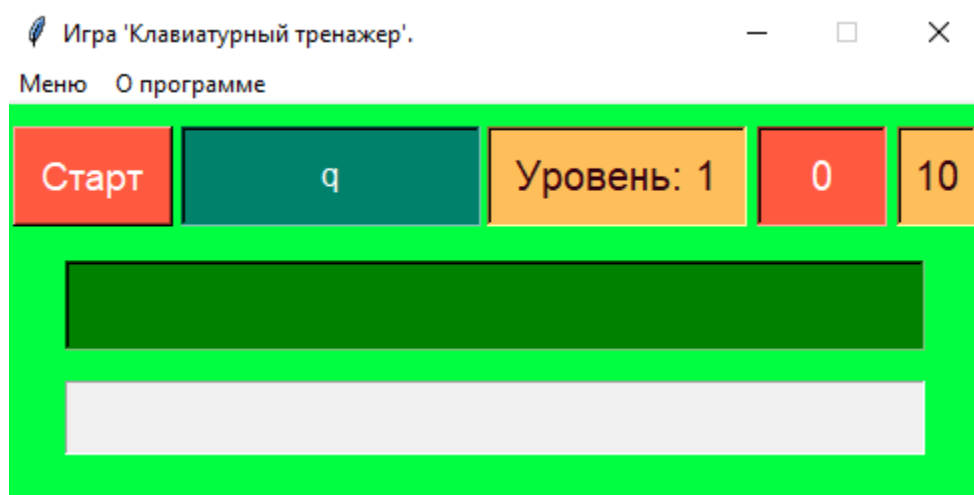 Игра 'Клавиатурный тренажер'.
Меню О программе
Старт q Уровень: 1 0 10